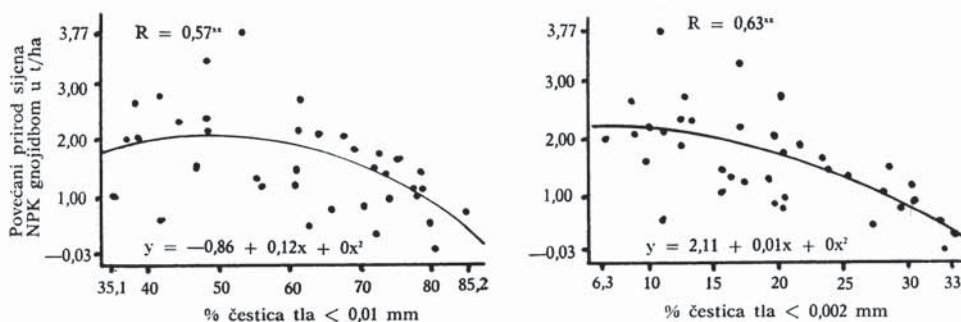 Povećani prirod sijena
NPK gnojidbom u t/ha
3,77
3,00
2,00
1,00
—0,03
R = 0,57ˣˣ
y = —0,86 + 0,12x + 0x²
35,1 40 50 60 70 80 85,2
% čestica tla < 0,01 mm
3,77
3,00
2,00
1,00
—0,03
R = 0,63ˣˣ
y = 2,11 + 0,01x + 0x²
6,3 10 15 20 25 30 33
% čestica tla < 0,002 mm